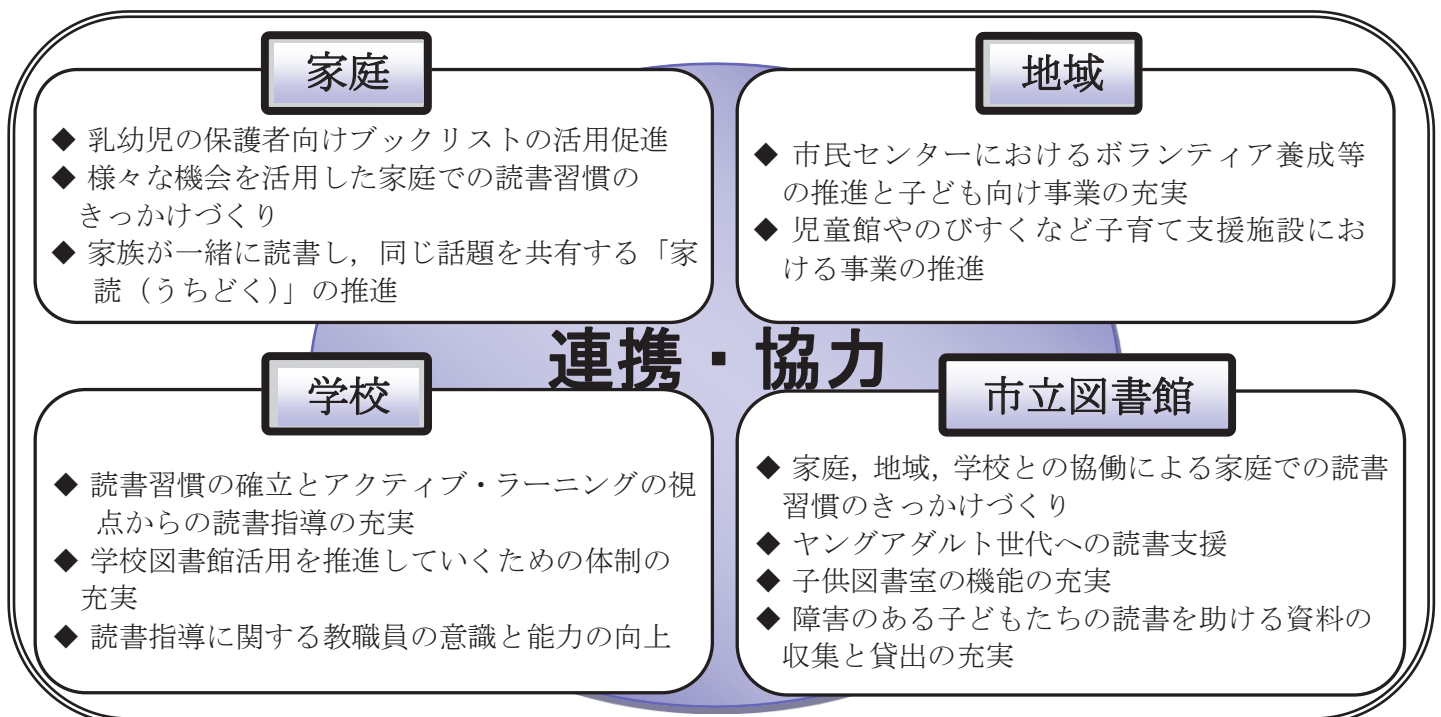 家庭
◆ 乳幼児の保護者向けブックリストの活用促進
◆ 様々な機会を活用した家庭での読書習慣の
きっかけづくり
◆ 家族が一緒に読書し，同じ話題を共有する「家
読（うちどく）」の推進
地域
◆ 市民センターにおけるボランティア養成等
の推進と子ども向け事業の充実
◆ 児童館やのびすくなど子育て支援施設にお
ける事業の推進
連携・協力
学校
◆ 読書習慣の確立とアクティブ・ラーニングの視
点からの読書指導の充実
◆ 学校図書館活用を推進していくための体制の
充実
◆ 読書指導に関する教職員の意識と能力の向上
市立図書館
◆ 家庭，地域，学校との協働による家庭での読書
習慣のきっかけづくり
◆ ヤングアダルト世代への読書支援
◆ 子供図書室の機能の充実
◆ 障害のある子どもたちの読書を助ける資料の
収集と貸出の充実